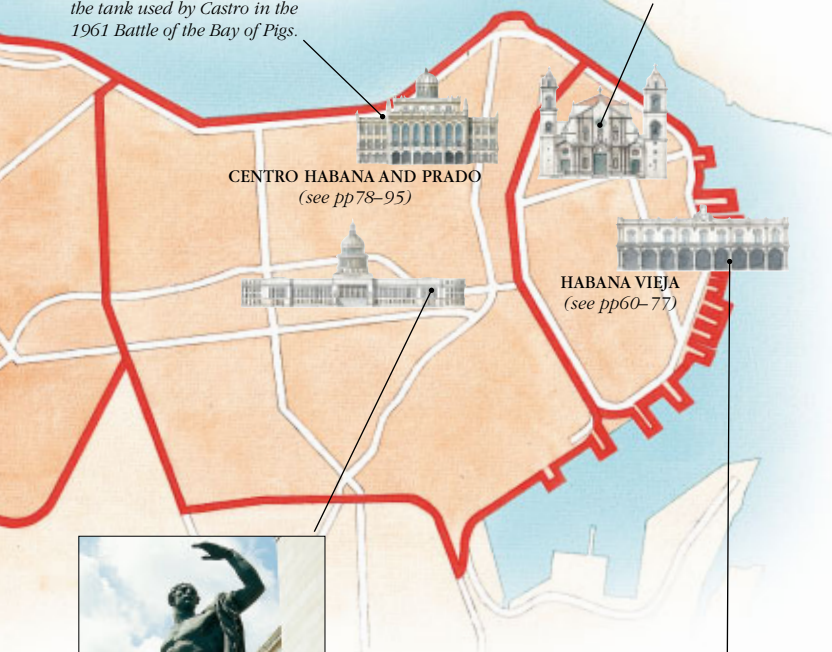 the tank used by Castro in the
1961 Battle of the Bay of Pigs.
CENTRO HABANA AND PRADO
(see pp78–95)
HABANA VIEJA
(see pp60–77)